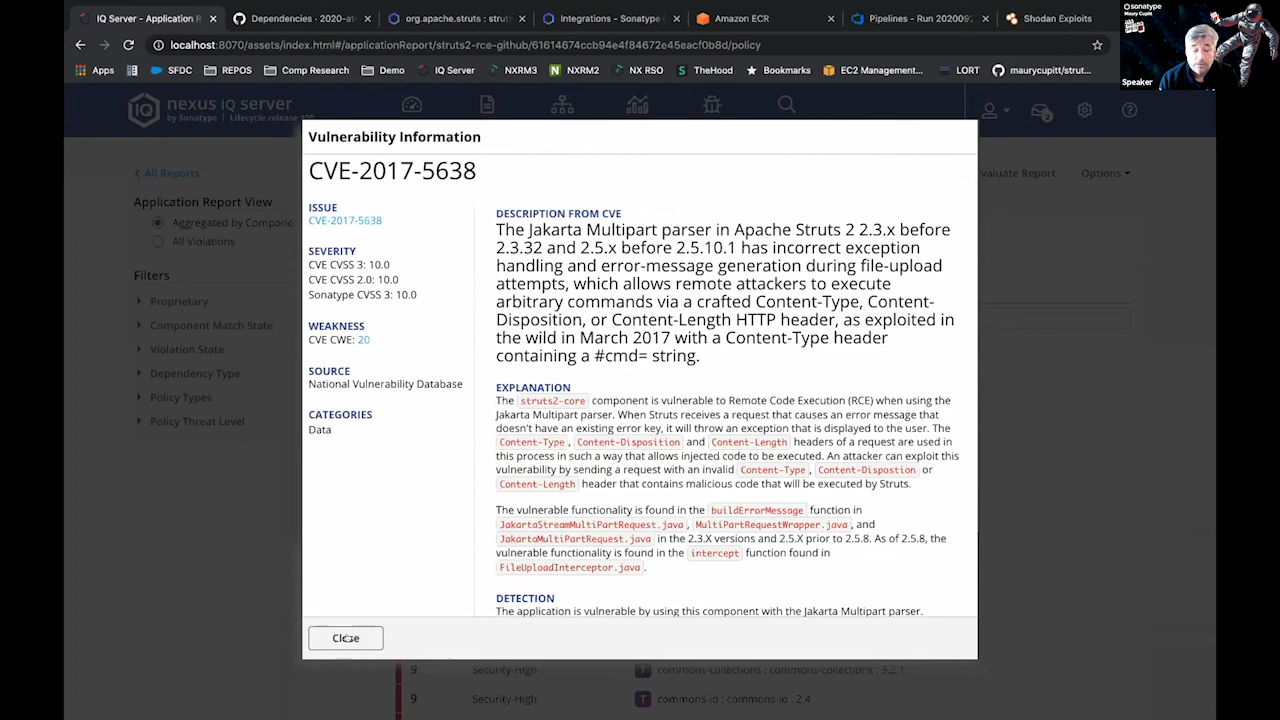 IQ Server - Application R
Dependencies · 2020-at
org.apache.struts : strut
Integrations - Sonatype
Amazon ECR
Pipelines - Run 2020092
Shodan Exploits
localhost:8070/assets/index.html#/applicationReport/struts2-rce-github/61614674ccb94e4f84672e45eacf0b8d/policy
Apps
SFDC
REPOS
Comp Research
Demo
IQ Server
NXRM3
NXRM2
NX RSO
TheHood
Bookmarks
EC2 Management...
LORT
maurycupitt/strut...
sonatype
Maury Cupitt
Speaker
nexus IQ server
by Sonatype | Lifecycle release
2
All Reports
Application Report View
Aggregated by Compone
All Violations
Filters
Proprietary
Component Match State
Violation State
Dependency Type
Policy Types
Policy Threat Level
evaluate Report
Options
Vulnerability Information
CVE-2017-5638
ISSUE
CVE-2017-5638
SEVERITY
CVE CVSS 3: 10.0
CVE CVSS 2.0: 10.0
Sonatype CVSS 3: 10.0
WEAKNESS
CVE CWE: 20
SOURCE
National Vulnerability Database
CATEGORIES
Data
DESCRIPTION FROM CVE
The Jakarta Multipart parser in Apache Struts 2 2.3.x before
2.3.32 and 2.5.x before 2.5.10.1 has incorrect exception
handling and error-message generation during file-upload
attempts, which allows remote attackers to execute
arbitrary commands via a crafted Content-Type, Content-
Disposition, or Content-Length HTTP header, as exploited in
the wild in March 2017 with a Content-Type header
containing a #cmd= string.
EXPLANATION
The struts2-core component is vulnerable to Remote Code Execution (RCE) when using the
Jakarta Multipart parser. When Struts receives a request that causes an error message that
doesn't have an existing error key, it will throw an exception that is displayed to the user. The
Content-Type, Content-Disposition and Content-Length headers of a request are used in
this process in such a way that allows injected code to be executed. An attacker can exploit this
vulnerability by sending a request with an invalid Content-Type, Content-Dispostion or
Content-Length header that contains malicious code that will be executed by Struts.
The vulnerable functionality is found in the buildErrorMessage function in
JakartaStreamMultiPartRequest.java, MultiPartRequestWrapper.java, and
JakartaMultiPartRequest.java in the 2.3.X versions and 2.5.X prior to 2.5.8. As of 2.5.8, the
vulnerable functionality is found in the intercept function found in
FileUploadInterceptor.java.
DETECTION
The application is vulnerable by using this component with the Jakarta Multipart parser.
Close
9 Security-High commons-collections : commons-collections : 3.2.1
9 Security-High commons-io : commons-io : 2.4